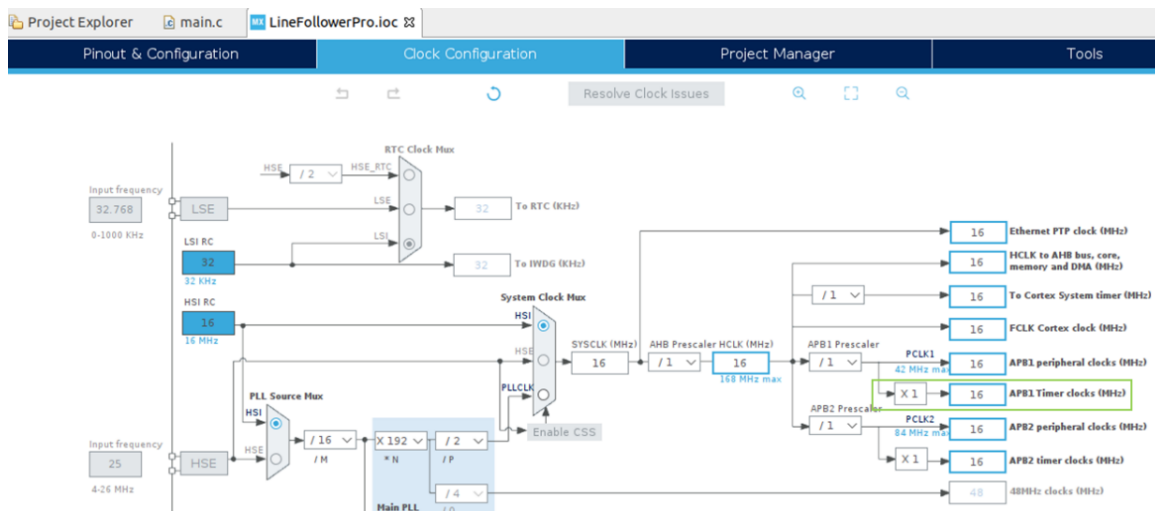 Project Explorer main.c MX LineFollowerPro.ioc
Pinout & Configuration Clock Configuration Project Manager Tools
Resolve Clock Issues
RTC Clock Mux
HSE / 2 HSE_RTC
Input frequency
32.768 LSE LSE 32 To RTC (KHz)
0-1000 KHz
LSI RC LSI
32 32 To IWDG (KHz)
32 KHz
HSI RC
16
16 MHz
System Clock Mux
HSI
HSE
PLLCLK
SYSCLK (MHz) AHB Prescaler HCLK (MHz)
16 / 1 16
168 MHz max
Enable CSS
16 Ethernet PTP clock (MHz)
16 HCLK to AHB bus, core,
memory and DMA (MHz)
/ 1 16 To Cortex System timer (MHz)
16 FCLK Cortex clock (MHz)
APB1 Prescaler
/ 1 PCLK1 16 APB1 peripheral clocks (MHz)
42 MHz max
X 1 16 APB1 Timer clocks (MHz)
APB2 Prescaler
/ 1 PCLK2 16 APB2 peripheral clocks (MHz)
84 MHz max
X 1 16 APB2 timer clocks (MHz)
PLL Source Mux
HSI
HSE
Input frequency
25 HSE
4-26 MHz
/ 16 X 192 / 2
/ M * N / P
/ 4 48 48MHz clocks (MHz)
Main PLL / Q